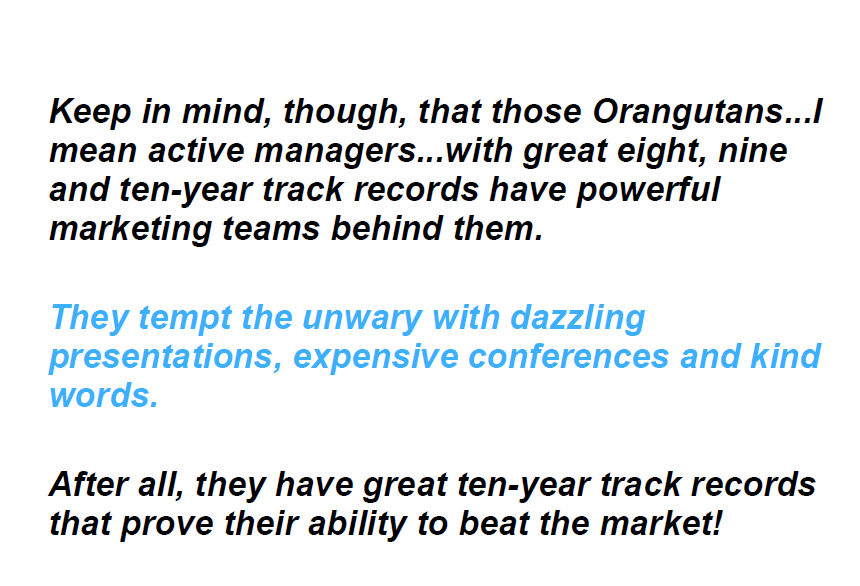 Keep in mind, though, that those Orangutans...I
mean active managers...with great eight, nine
and ten-year track records have powerful
marketing teams behind them.
They tempt the unwary with dazzling
presentations, expensive conferences and kind
words.
After all, they have great ten-year track records
that prove their ability to beat the market!